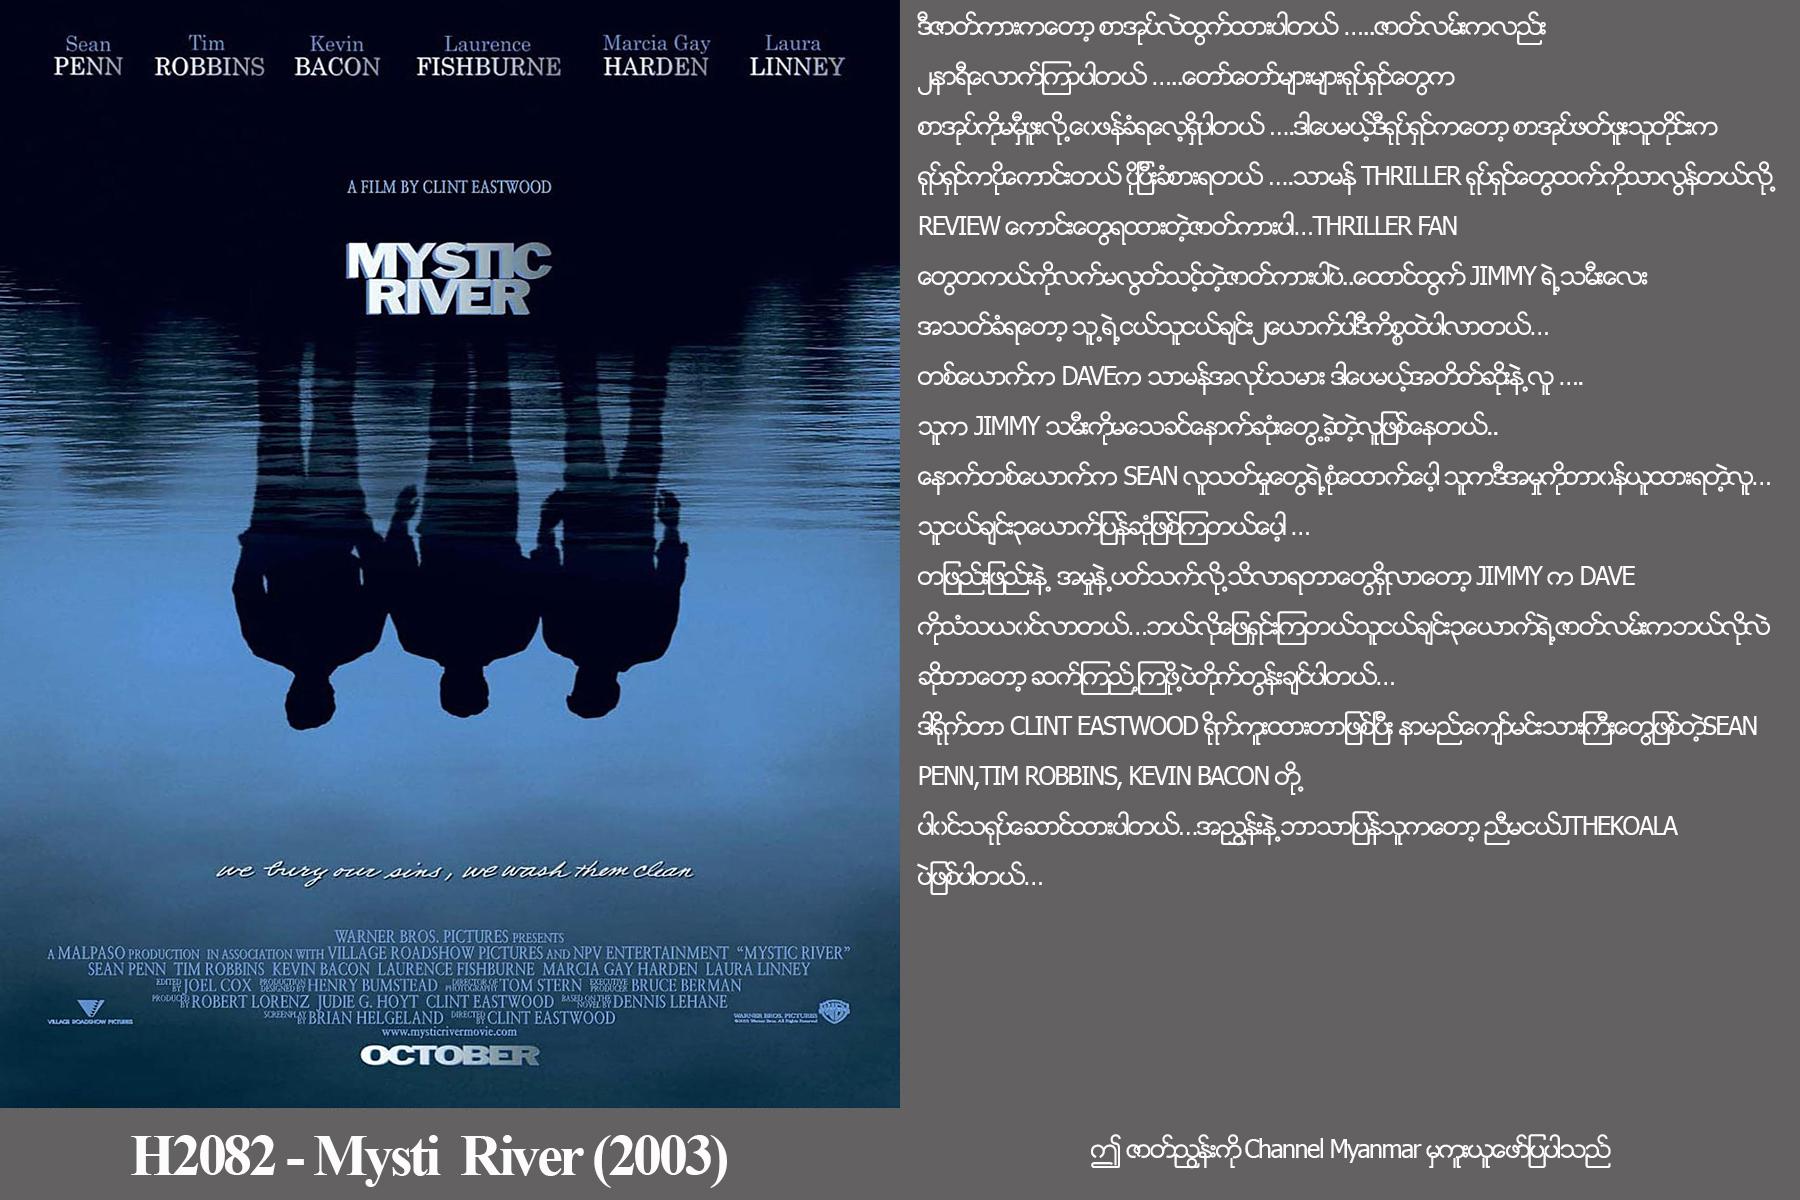 Sean PENN
Tim ROBBINS
Kevin BACON
Laurence FISHBURNE
Marcia Gay HARDEN
Laura LINNEY
A FILM BY CLINT EASTWOOD
MYSTIC
RIVER
we bury our sins, we wash them clean
WARNER BROS. PICTURES PRESENTS
A MALPASO PRODUCTION IN ASSOCIATION WITH VILLAGE ROADSHOW PICTURES AND NPV ENTERTAINMENT "MYSTIC RIVER"
SEAN PENN TIM ROBBINS KEVIN BACON LAURENCE FISHBURNE MARCIA GAY HARDEN LAURA LINNEY
EDITED BY JOEL COX PRODUCTION DESIGNED BY HENRY BUMSTEAD DIRECTOR OF PHOTOGRAPHY TOM STERN EXECUTIVE PRODUCER BRUCE BERMAN
PRODUCED BY ROBERT LORENZ JUDIE G. HOYT CLINT EASTWOOD BASED ON THE NOVEL BY DENNIS LEHANE
SCREENPLAY BY BRIAN HELGELAND DIRECTED BY CLINT EASTWOOD
VILLAGE ROADSHOW PICTURES
WARNER BROS. PICTURES
www.mysticrivermovie.com
OCTOBER
H2082 - Mysti River (2003)
ဒီဇာတ်ကားကတော့ စာအုပ်လဲထွက်ထားပါတယ် .....ဇာတ်လမ်းကလည်း
၂နာရီလောက်ကြာပါတယ် .....တော်တော်များများရုပ်ရှင်တွေက
စာအုပ်ကိုမမှီဖူးလို့ ဝေဖန်ခံရလေ့ရှိပါတယ် ....ဒါပေမယ့်ဒီရုပ်ရှင်ကတော့ စာအုပ်ဖတ်ဖူးသူတိုင်းက
ရုပ်ရှင်ကပိုကောင်းတယ် ပိုပြီးခံစားရတယ် ....သာမန် THRILLER ရုပ်ရှင်တွေထက်ကိုသာလွန်တယ်လို့
REVIEW ကောင်းတွေရထားတဲ့ဇာတ်ကားပါ...THRILLER FAN
တွေတကယ်ကိုလက်မလွတ်သင့်တဲ့ဇာတ်ကားပါပဲ..ထောင်ထွက် JIMMY ရဲ့ သမီးလေး
အသတ်ခံရတော့ သူ့ရဲ့ ငယ်သူငယ်ချင်း၂ယောက်ပါဒီကိစ္စထဲပါလာတယ်...
တစ်ယောက်က DAVEက သာမန်အလုပ်သမား ဒါပေမယ့်အတိတ်ဆိုးနဲ့ လူ ....
သူက JIMMY သမီးကိုမသေခင်နောက်ဆုံးတွေ့ခဲ့တဲ့လူဖြစ်နေတယ်..
နောက်တစ်ယောက်က SEAN လူသတ်မှုတွေရဲ့စုံထောက်ပေ့ါ သူကဒီအမှုကိုတာဝန်ယူထားရတဲ့လူ...
သူငယ်ချင်း၃ယောက်ပြန်ဆုံဖြစ်ကြတယ်ပေ့ါ ...
တဖြည်းဖြည်းနဲ့ အမှုနဲ့ ပတ်သက်လို့ သိလာရတာတွေရှိလာတော့ JIMMY က DAVE
ကိုသံသယဝင်လာတယ်...ဘယ်လိုဖြေရှင်းကြတယ်သူငယ်ချင်း၃ယောက်ရဲ့ ဇာတ်လမ်းကဘယ်လိုလဲ
ဆိုတာတော့ ဆက်ကြည့်ကြဖို့ပဲတိုက်တွန်းချင်ပါတယ်...
ဒါရိုက်တာ CLINT EASTWOOD ရိုက်ကူးထားတာဖြစ်ပြီး နာမည်ကျော်မင်းသားကြီးတွေဖြစ်တဲ့SEAN
PENN,TIM ROBBINS, KEVIN BACON တို့
ပါဝင်သရုပ်ဆောင်ထားပါတယ်...အညွှန်းနဲ့ ဘာသာပြန်သူကတော့ ညီမငယ်JTHEKOALA
ပဲဖြစ်ပါတယ်...
ဤ ဇာတ်ညွှန်းကို Channel Myanmar မှကူးယူဖော်ပြပါသည်